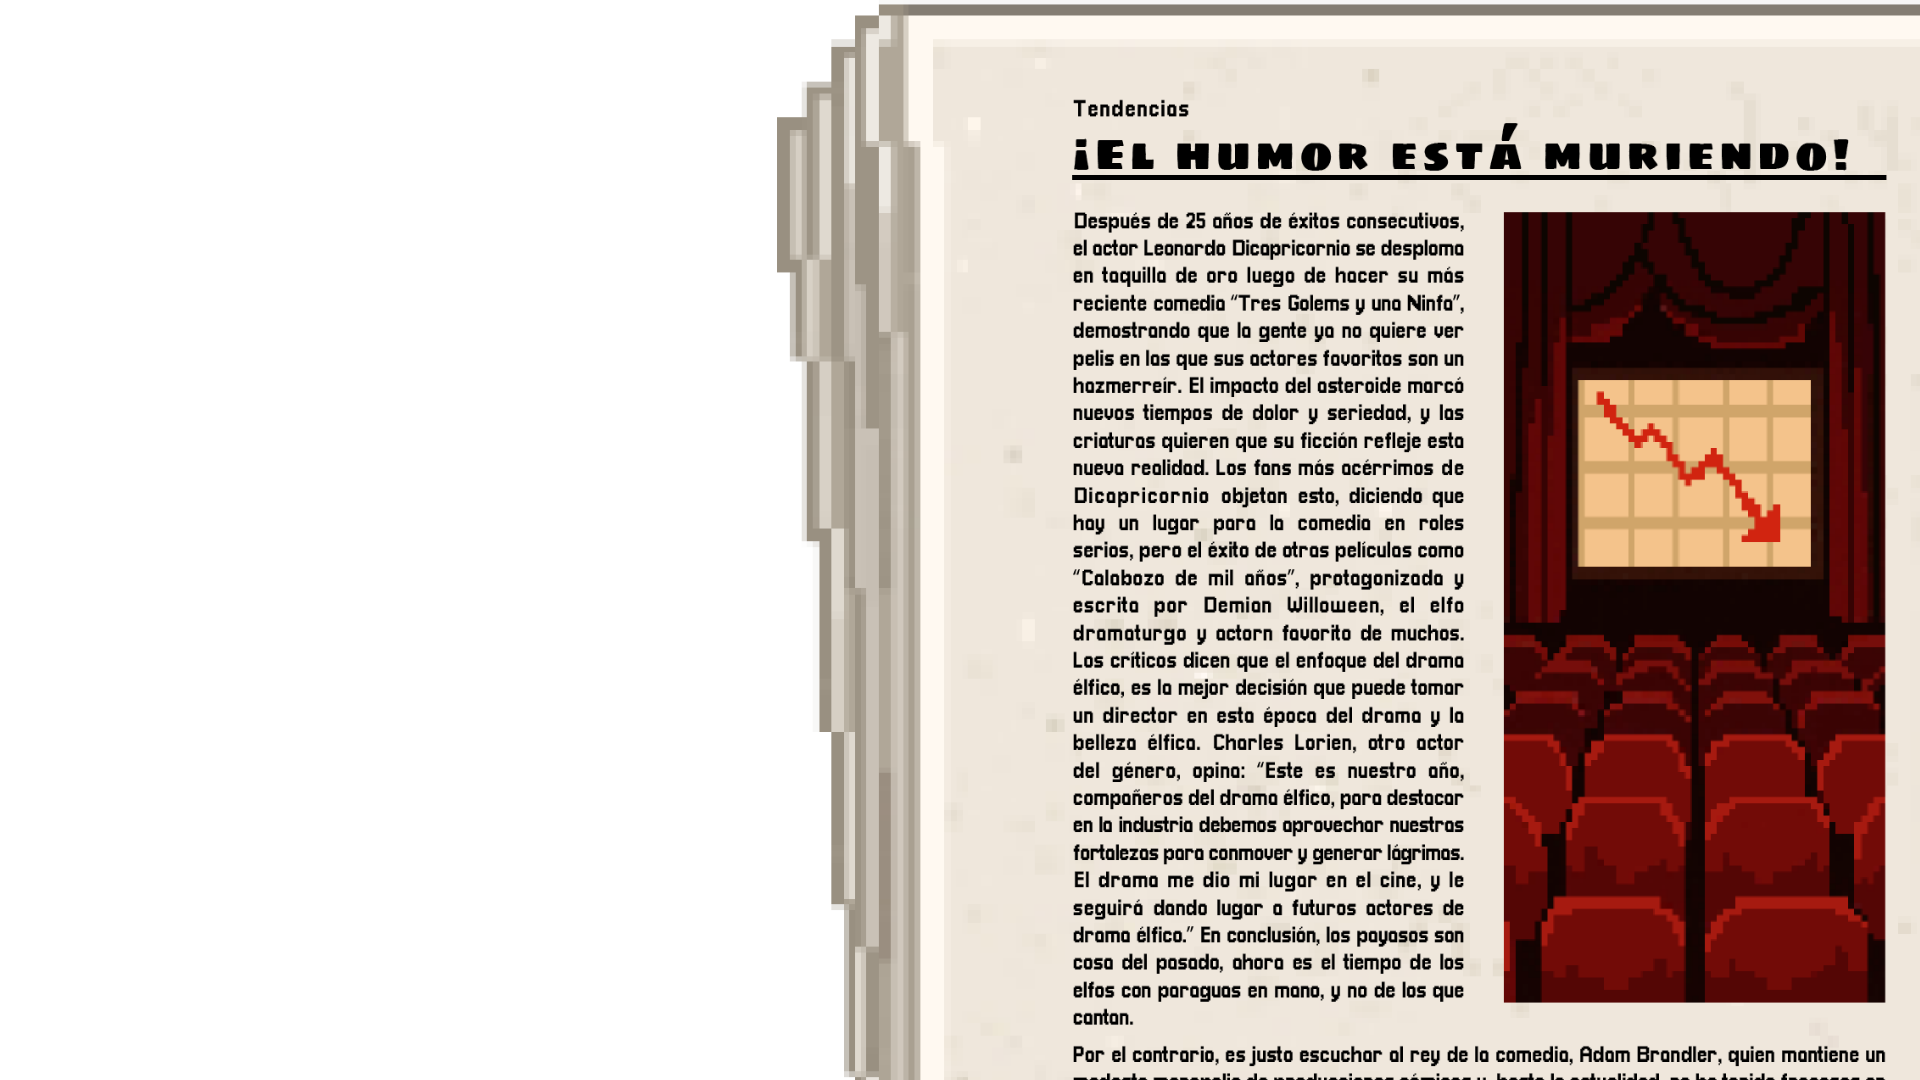 Tendencias
¡El humor está muriendo!
Después de 25 años de éxitos consecutivos,
el actor Leonardo Dicapricornio se desploma
en taquilla de oro luego de hacer su más
reciente comedia “Tres Golems y una Ninfa”,
demostrando que la gente ya no quiere ver
pelis en las que sus actores favoritos son un
hazmerreír. El impacto del asteroide marcó
nuevos tiempos de dolor y seriedad, y las
criaturas quieren que su ficción refleje esta
nueva realidad. Los fans más acérrimos de
Dicapricornio objetan esto, diciendo que
hay un lugar para la comedia en roles
serios, pero el éxito de otras películas como
“Calabozo de mil años”, protagonizada y
escrita por Demian Willoween, el elfo
dramaturgo y actorn favorito de muchos.
Los críticos dicen que el enfoque del drama
élfico, es la mejor decisión que puede tomar
un director en esta época del drama y la
belleza élfica. Charles Lorien, otro actor
del género, opina: “Este es nuestro año,
compañeros del drama élfico, para destacar
en la industria debemos aprovechar nuestras
fortalezas para conmover y generar lágrimas.
El drama me dio mi lugar en el cine, y le
seguirá dando lugar a futuros actores de
drama élfico.” En conclusión, los payasos son
cosa del pasado, ahora es el tiempo de los
elfos con paraguas en mano, y no de los que
cantan.
Por el contrario, es justo escuchar al rey de la comedia, Adam Brandler, quien mantiene un